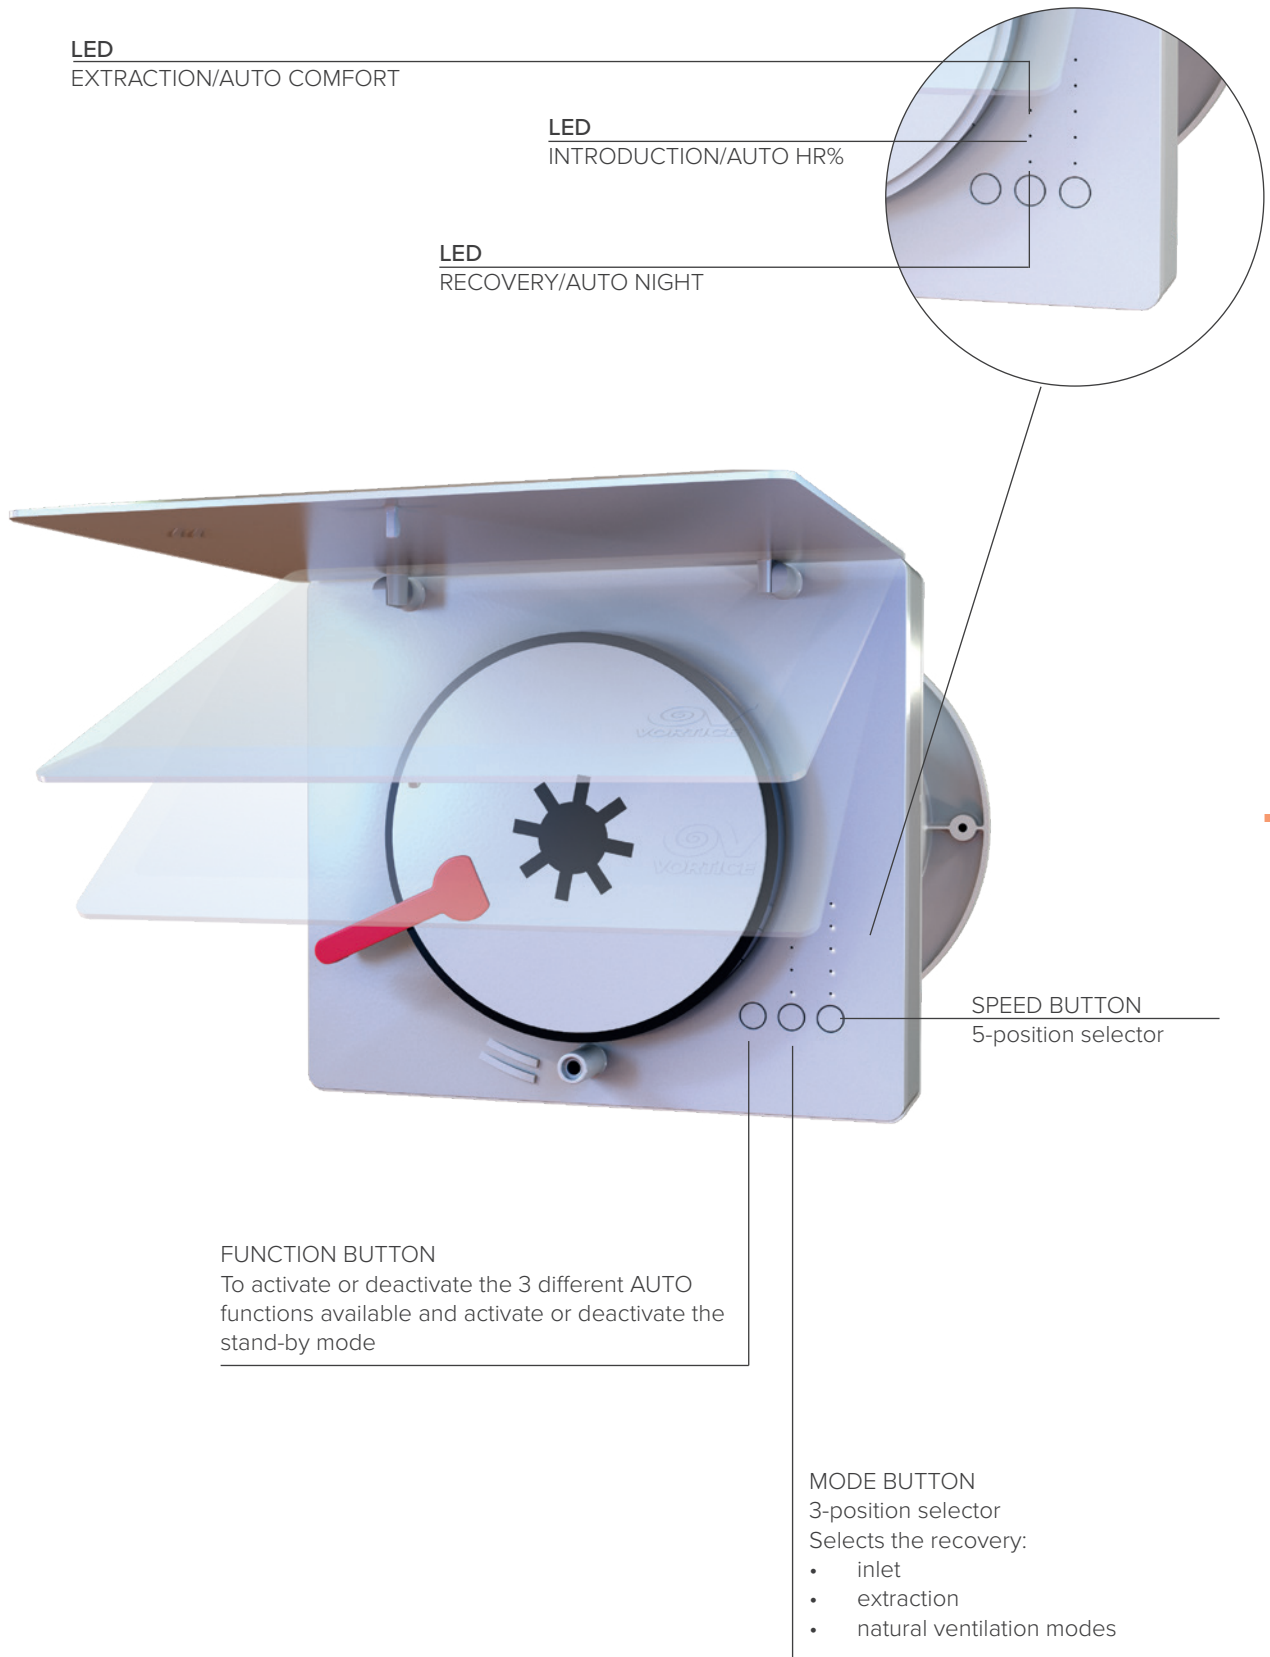 LED
EXTRACTION/AUTO COMFORT
LED
INTRODUCTION/AUTO HR%
LED
RECOVERY/AUTO NIGHT
VORTICE
VORTICE
SPEED BUTTON
5-position selector
FUNCTION BUTTON
To activate or deactivate the 3 different AUTO
functions available and activate or deactivate the
stand-by mode
MODE BUTTON
3-position selector
Selects the recovery:
• inlet
• extraction
• natural ventilation modes